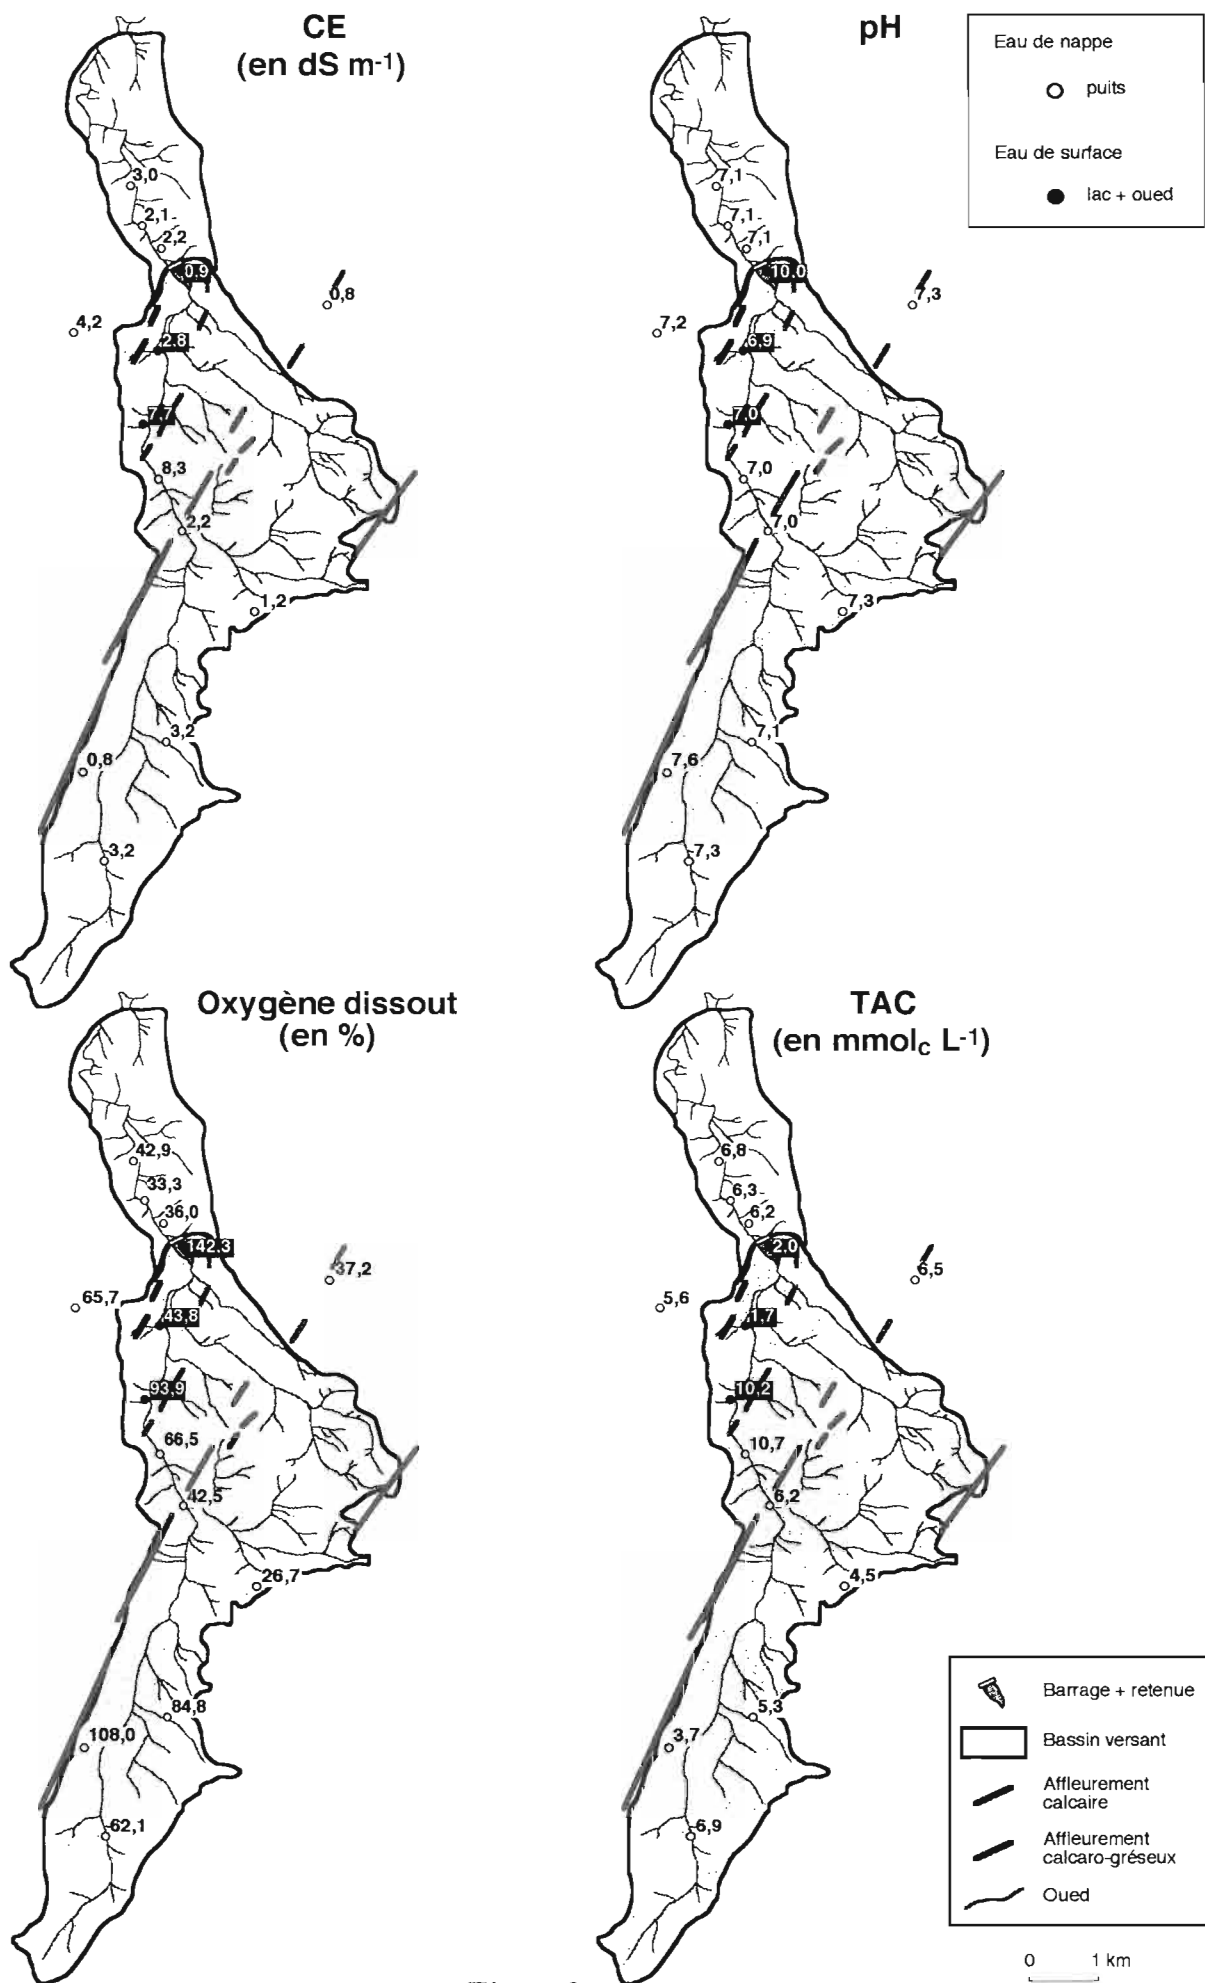 CE
(en dS m-1)
3,0
2,1
2,2
0,9
0,8
4,2
2.8
7,7
8,3
2,2
1,2
3,2
0,8
3,2
pH
7,1
7,1
7,1
10.0
7,3
7,2
6,9
7,0
7,0
7,0
7,3
7,1
7,6
7,3
Eau de nappe
puits
Eau de surface
lac + oued
Oxygène dissout
(en %)
42,9
33,3
36,0
142.3
37,2
65,7
43,8
93,9
66,5
42,5
26,7
84,8
108,0
62,1
TAC
(en mmolc L-1)
6,8
6,3
6,2
2.0
6,5
5,6
1,7
10,2
10,7
6,2
4,5
5,3
3,7
6,9
Barrage + retenue
Bassin versant
Affleurement
calcaire
Affleurement
calcaro-gréseux
Oued
0 1 km